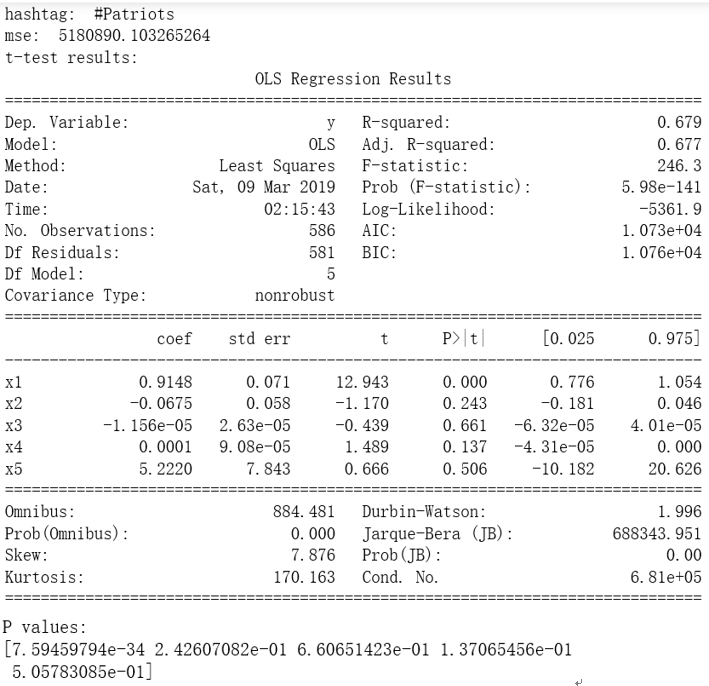 hashtag:  #Patriots
mse:  5180890.103265264
t-test results:
                            OLS Regression Results
==============================================================================
Dep. Variable:                      y   R-squared:                       0.679
Model:                            OLS   Adj. R-squared:                  0.677
Method:                 Least Squares   F-statistic:                     246.3
Date:                Sat, 09 Mar 2019   Prob (F-statistic):          5.98e-141
Time:                        02:15:43   Log-Likelihood:                -5361.9
No. Observations:                 586   AIC:                         1.073e+04
Df Residuals:                     581   BIC:                         1.076e+04
Df Model:                           5
Covariance Type:            nonrobust
==============================================================================
                 coef    std err          t      P>|t|      [0.025      0.975]
------------------------------------------------------------------------------
x1             0.9148      0.071     12.943      0.000       0.776       1.054
x2            -0.0675      0.058     -1.170      0.243      -0.181       0.046
x3         -1.156e-05   2.63e-05     -0.439      0.661   -6.32e-05    4.01e-05
x4             0.0001   9.08e-05      1.489      0.137   -4.31e-05       0.000
x5             5.2220      7.843      0.666      0.506     -10.182      20.626
==============================================================================
Omnibus:                      884.481   Durbin-Watson:                   1.996
Prob(Omnibus):                  0.000   Jarque-Bera (JB):           688343.951
Skew:                           7.876   Prob(JB):                         0.00
Kurtosis:                     170.163   Cond. No.                     6.81e+05
==============================================================================
P values:
[7.59459794e-34 2.42607082e-01 6.60651423e-01 1.37065456e-01
 5.05783085e-01]